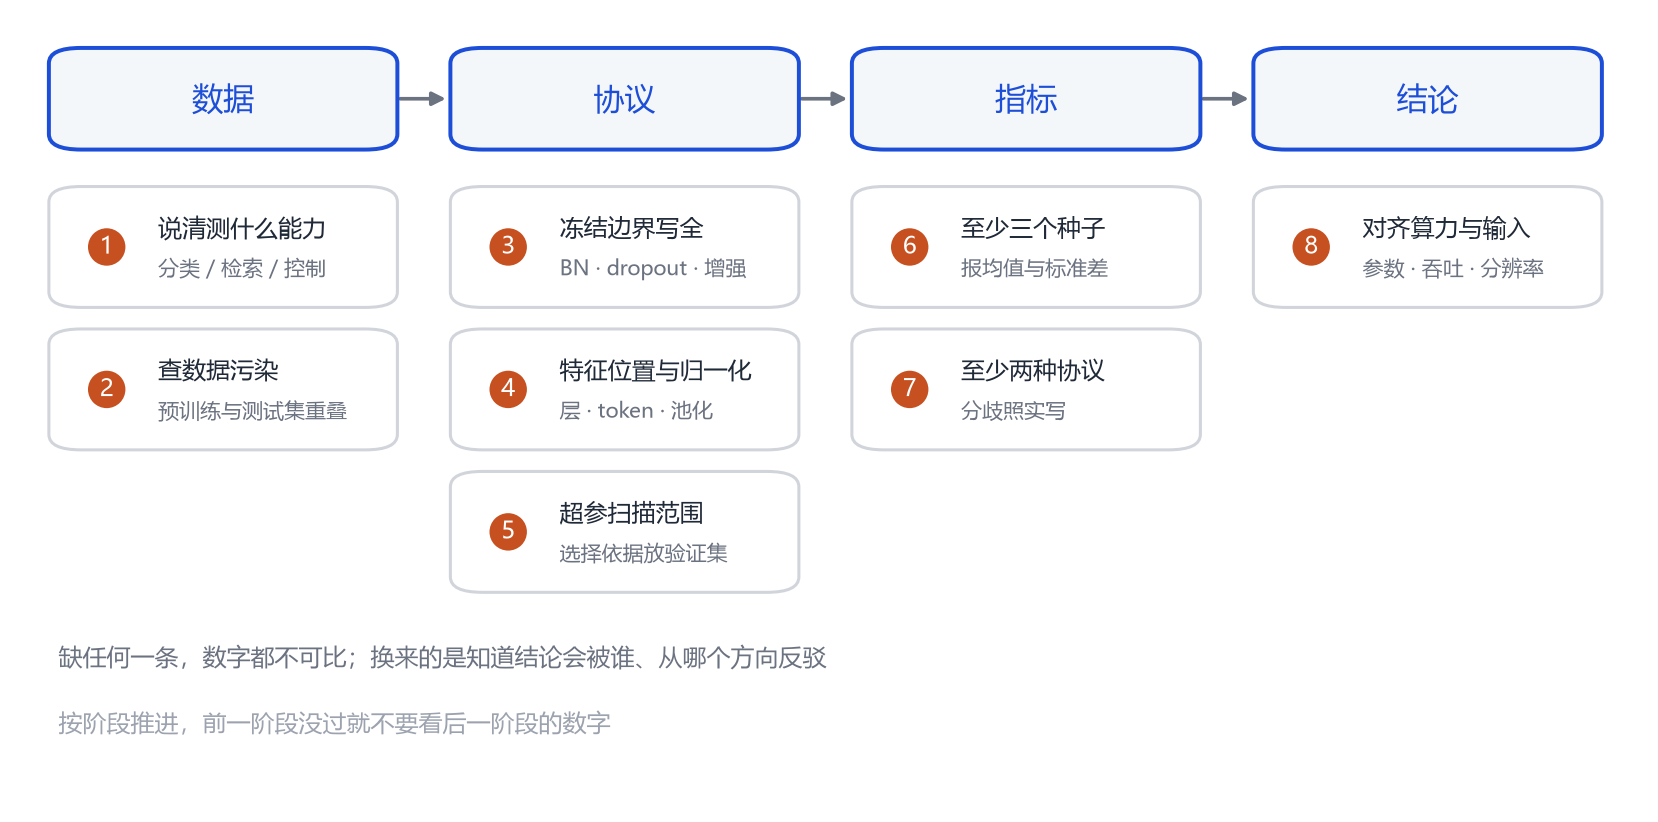 数据
协议
指标
结论
1
说清测什么能力
分类 / 检索 / 控制
2
查数据污染
预训练与测试集重叠
3
冻结边界写全
BN · dropout · 增强
4
特征位置与归一化
层 · token · 池化
5
超参扫描范围
选择依据放验证集
6
至少三个种子
报均值与标准差
7
至少两种协议
分歧照实写
8
对齐算力与输入
参数 · 吞吐 · 分辨率
缺任何一条，数字都不可比；换来的是知道结论会被谁、从哪个方向反驳
按阶段推进，前一阶段没过就不要看后一阶段的数字